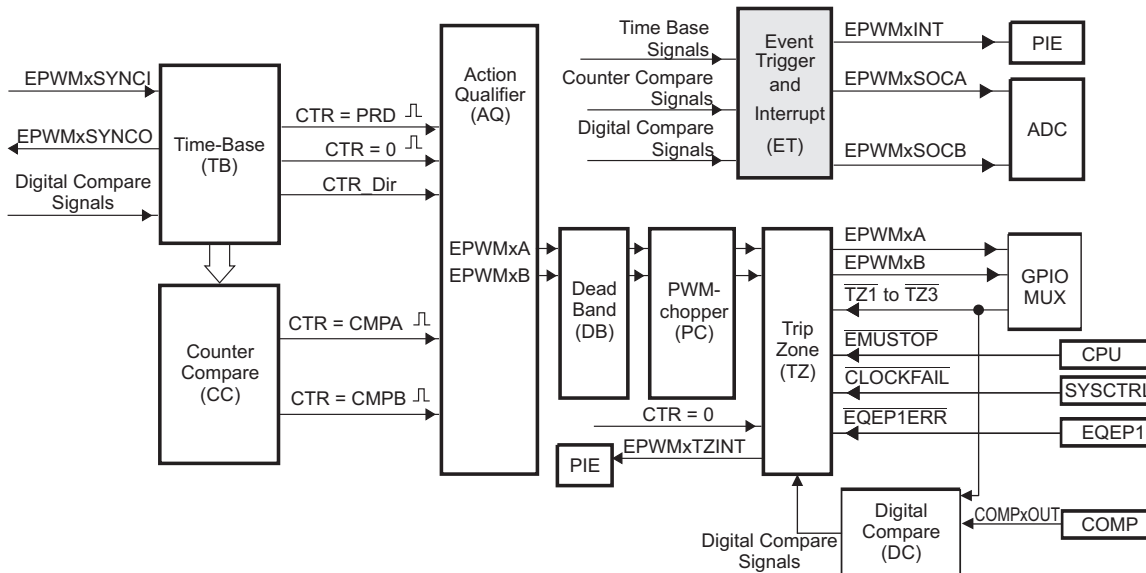 EPWMxSYNCI
EPWMxSYNCO
Digital Compare
Signals
Time-Base
(TB)
CTR = PRD
CTR = 0
CTR_Dir
Counter
Compare
(CC)
CTR = CMPA
CTR = CMPB
Action
Qualifier
(AQ)
EPWMxA
EPWMxB
Time Base
Signals
Counter Compare
Signals
Digital Compare
Signals
Event
Trigger
and
Interrupt
(ET)
EPWMxINT
EPWMxSOCA
EPWMxSOCB
PIE
ADC
Dead
Band
(DB)
PWM-
chopper
(PC)
Trip
Zone
(TZ)
EPWMxA
EPWMxB
TZ1 to TZ3
EMUSTOP
CLOCKFAIL
EQEP1ERR
GPIO
MUX
CPU
SYSCTRL
EQEP1
CTR = 0
EPWMxTZINT
PIE
Digital Compare
Signals
Digital
Compare
(DC)
COMPxOUT
COMP